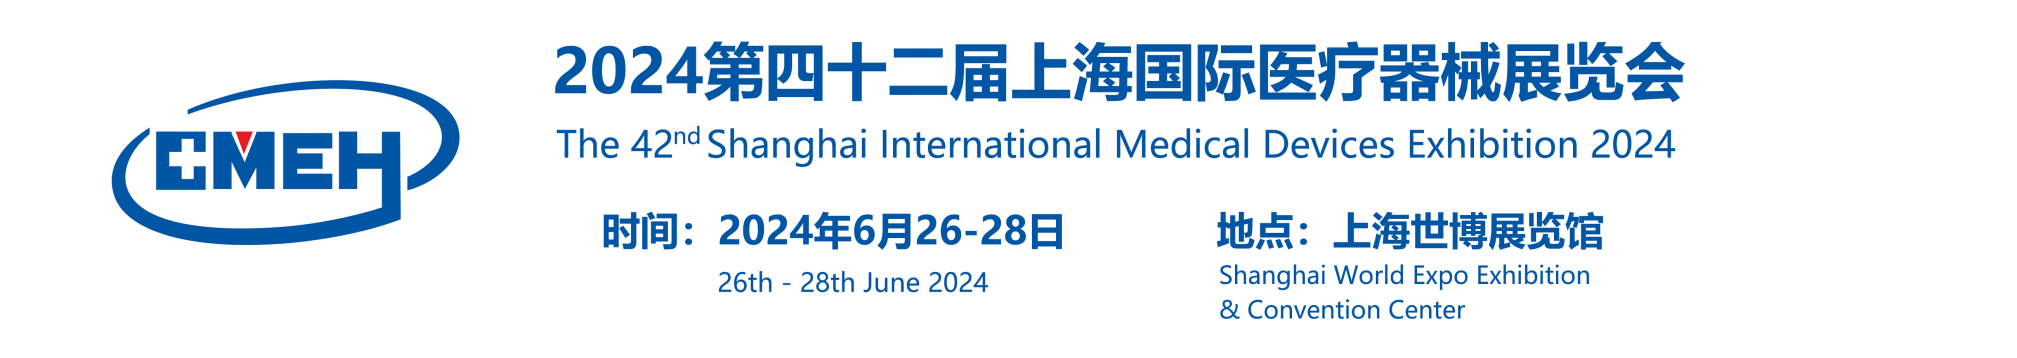 CMEH
2024第四十二届上海国际医疗器械展览会
The 42nd Shanghai International Medical Devices Exhibition 2024
时间：2024年6月26-28日
26th - 28th June 2024
地点：上海世博展览馆
Shanghai World Expo Exhibition
& Convention Center